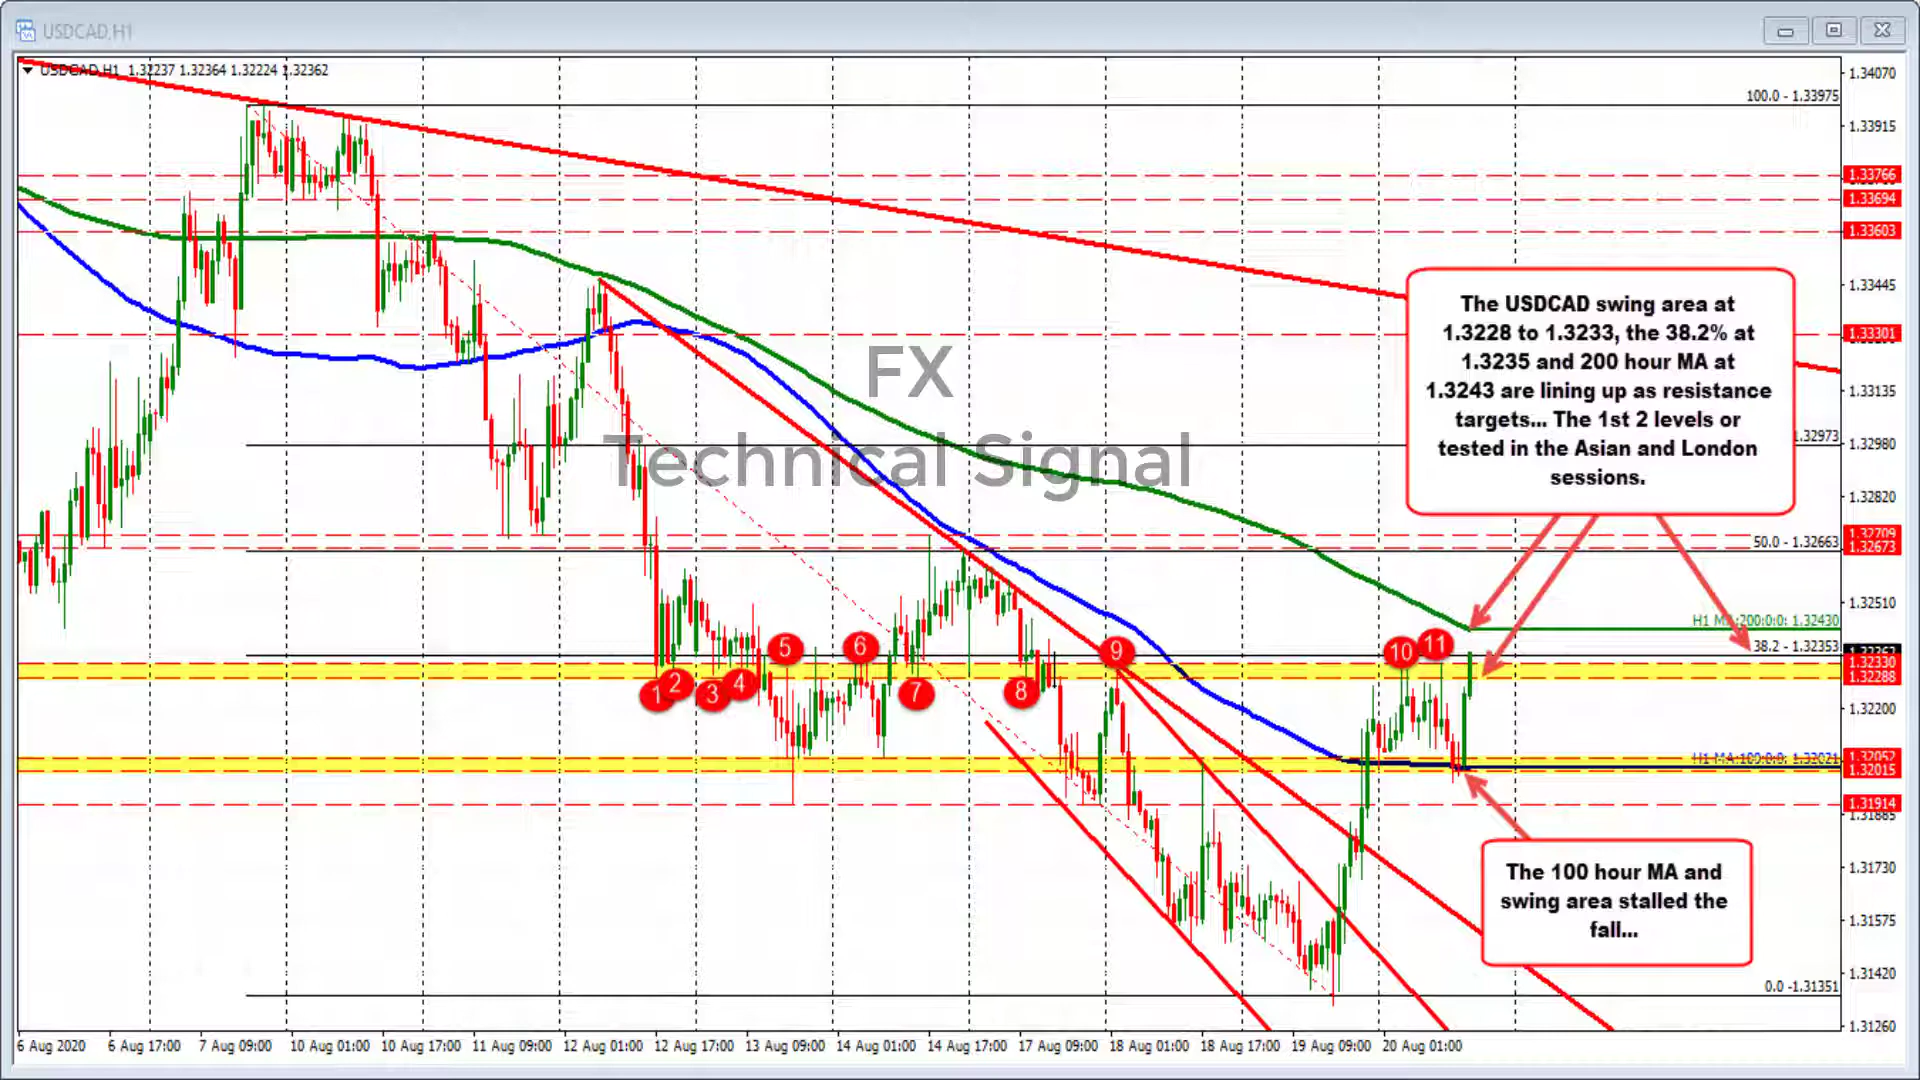 USDCAD,H1
USDCAD,H1 1.32237 1.32364 1.32224 1.32362
1.34070
100.0 - 1.33975
1.33915
1.33766
1.33694
1.33603
1.33445
1.33301
1.33135
1.32973
1.32980
1.32820
1.32709
1.32673
50.0 - 1.32663
1.32510
H1 MA:200:0:0: 1.32430
38.2 - 1.32353
1.32330
1.32288
1.32200
1.32052
H1 MA:100:0:0: 1.32021
1.32015
1.31914
1.31885
1.31730
1.31575
1.31420
0.0 -1.31351
1.31260
FX
Technical Signal
The USDCAD swing area at
1.3228 to 1.3233, the 38.2% at
1.3235 and 200 hour MA at
1.3243 are lining up as resistance
targets... The 1st 2 levels or
tested in the Asian and London
sessions.
The 100 hour MA and
swing area stalled the
fall...
1
2
3
4
5
6
7
8
9
10
11
6 Aug 2020
6 Aug 17:00
7 Aug 09:00
10 Aug 01:00
10 Aug 17:00
11 Aug 09:00
12 Aug 01:00
12 Aug 17:00
13 Aug 09:00
14 Aug 01:00
14 Aug 17:00
17 Aug 09:00
18 Aug 01:00
18 Aug 17:00
19 Aug 09:00
20 Aug 01:00